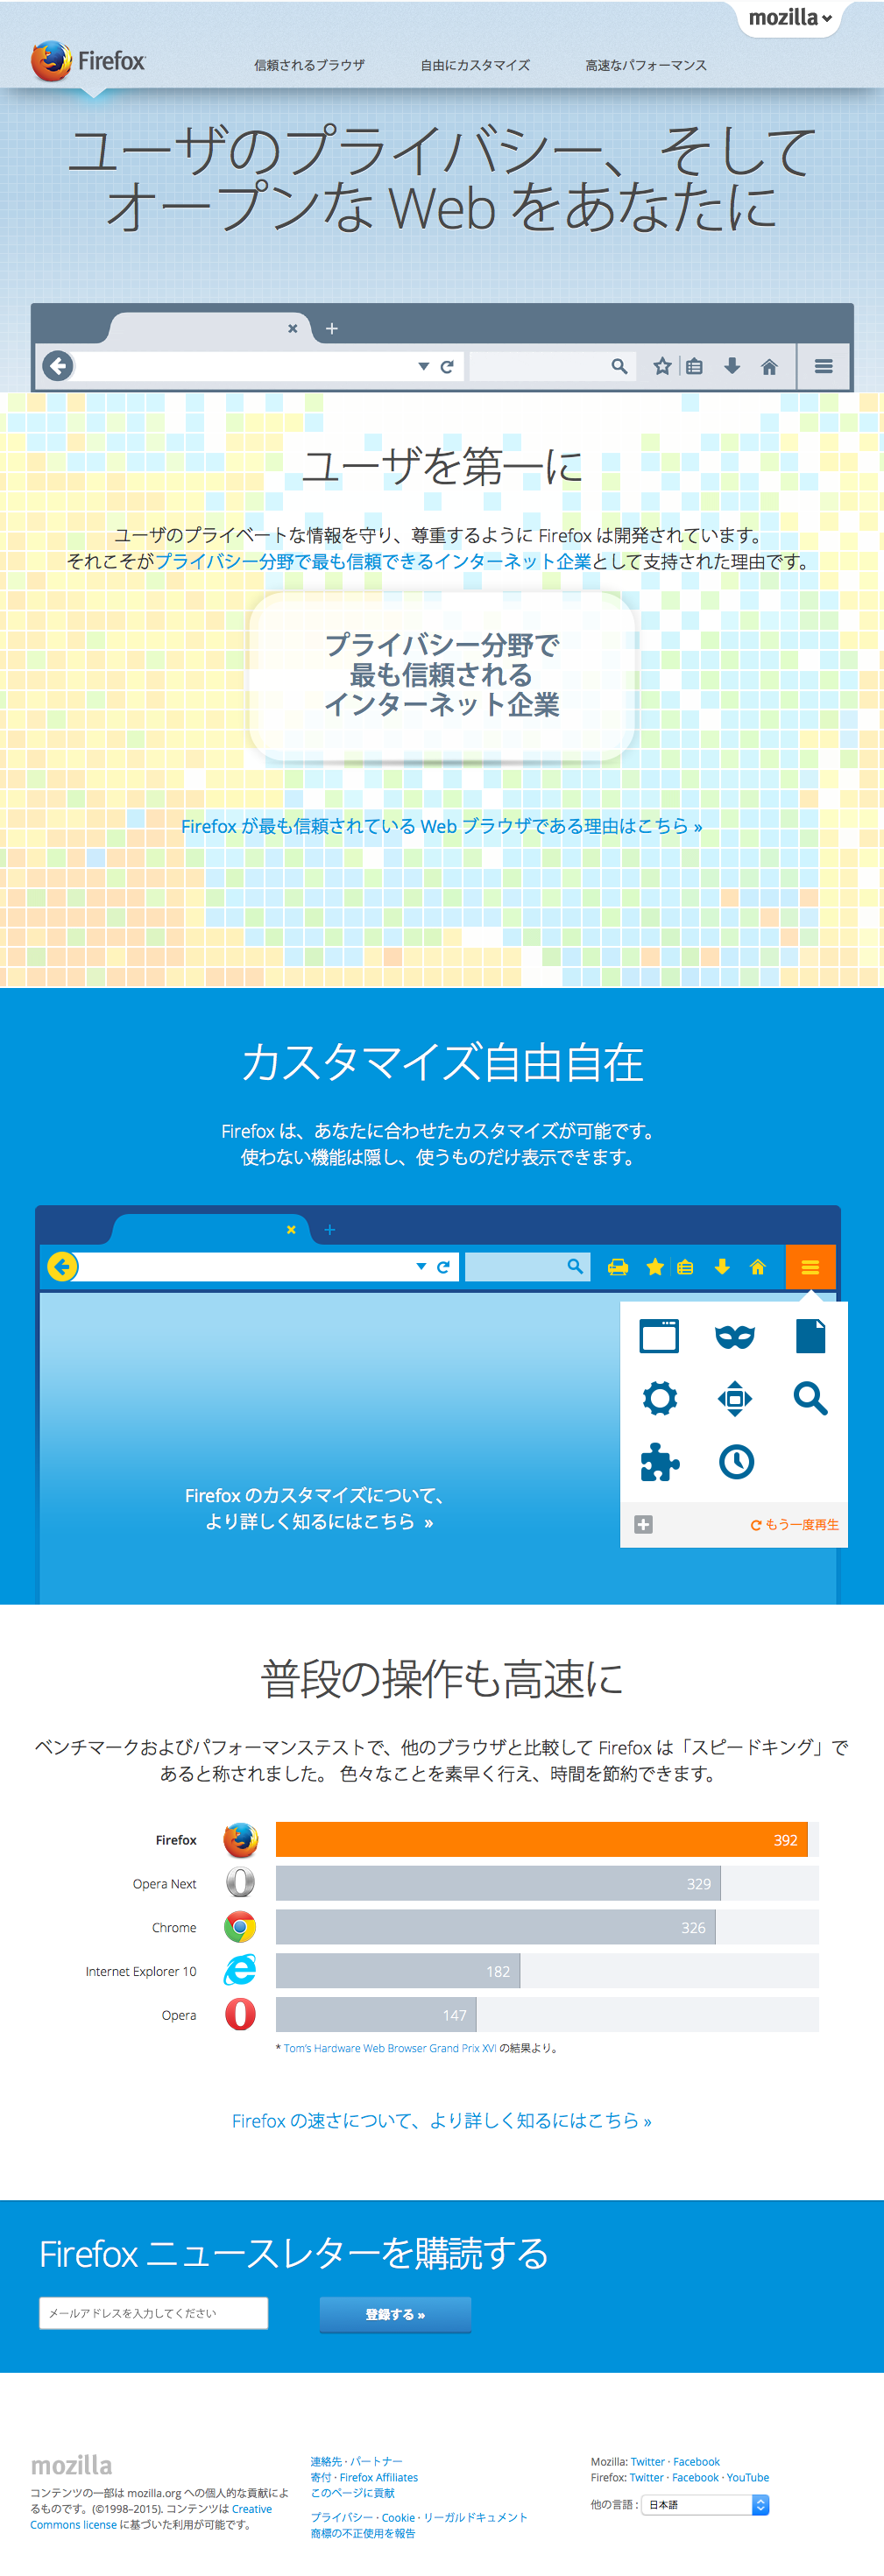 mozilla
Firefox
信頼されるブラウザ
自由にカスタマイズ
高速なパフォーマンス
ユーザのプライバシー、そして
オープンな Web をあなたに
ユーザを第一に
ユーザのプライベートな情報を守り、尊重するように Firefox は開発されています。
それこそがプライバシー分野で最も信頼できるインターネット企業として支持された理由です。
プライバシー分野で
最も信頼される
インターネット企業
Firefox が最も信頼されている Web ブラウザである理由はこちら »
カスタマイズ自由自在
Firefox は、あなたに合わせたカスタマイズが可能です。
使わない機能は隠し、使うものだけ表示できます。
Firefox のカスタマイズについて、
より詳しく知るにはこちら »
もう一度再生
普段の操作も高速に
ベンチマークおよびパフォーマンステストで、他のブラウザと比較して Firefox は「スピードキング」で
あると称されました。 色々なことを素早く行え、時間を節約できます。
Firefox 392
Opera Next 329
Chrome 326
Internet Explorer 10 182
Opera 147
* Tom's Hardware Web Browser Grand Prix XVI の結果より。
Firefox の速さについて、より詳しく知るにはこちら »
Firefox ニュースレターを購読する
メールアドレスを入力してください
登録する »
mozilla
コンテンツの一部は mozilla.org への個人的な貢献によ
るものです。(©1998–2015). コンテンツは Creative
Commons license に基づいた利用が可能です。
連絡先 · パートナー
寄付 · Firefox Affiliates
このページに貢献
プライバシー · Cookie · リーガルドキュメント
商標の不正使用を報告
Mozilla: Twitter · Facebook
Firefox: Twitter · Facebook · YouTube
他の言語 : 日本語